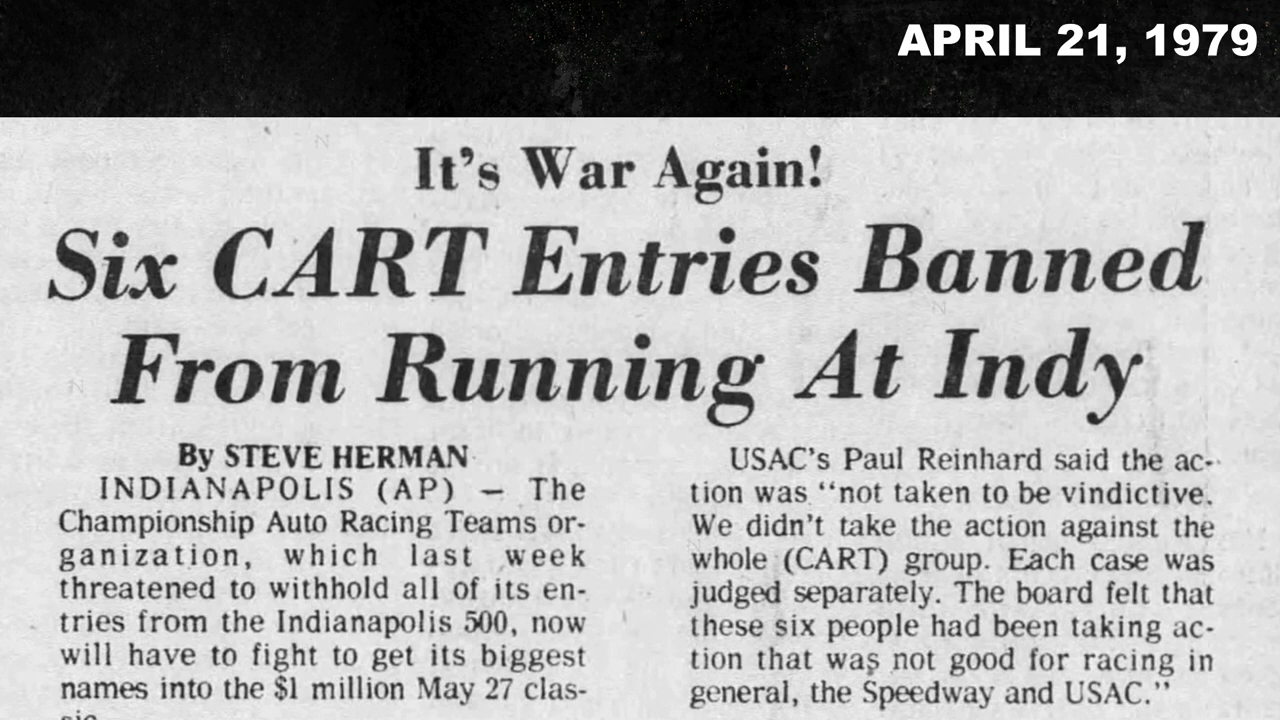 APRIL 21, 1979
It's War Again!
Six CART Entries Banned
From Running At Indy
By STEVE HERMAN
INDIANAPOLIS (AP) — The
Championship Auto Racing Teams or-
ganization, which last week
threatened to withhold all of its en-
tries from the Indianapolis 500, now
will have to fight to get its biggest
names into the $1 million May 27 clas-
sic.
USAC's Paul Reinhard said the ac-
tion was “not taken to be vindictive.
We didn't take the action against the
whole (CART) group. Each case was
judged separately. The board felt that
these six people had been taking ac-
tion that was not good for racing in
general, the Speedway and USAC.”